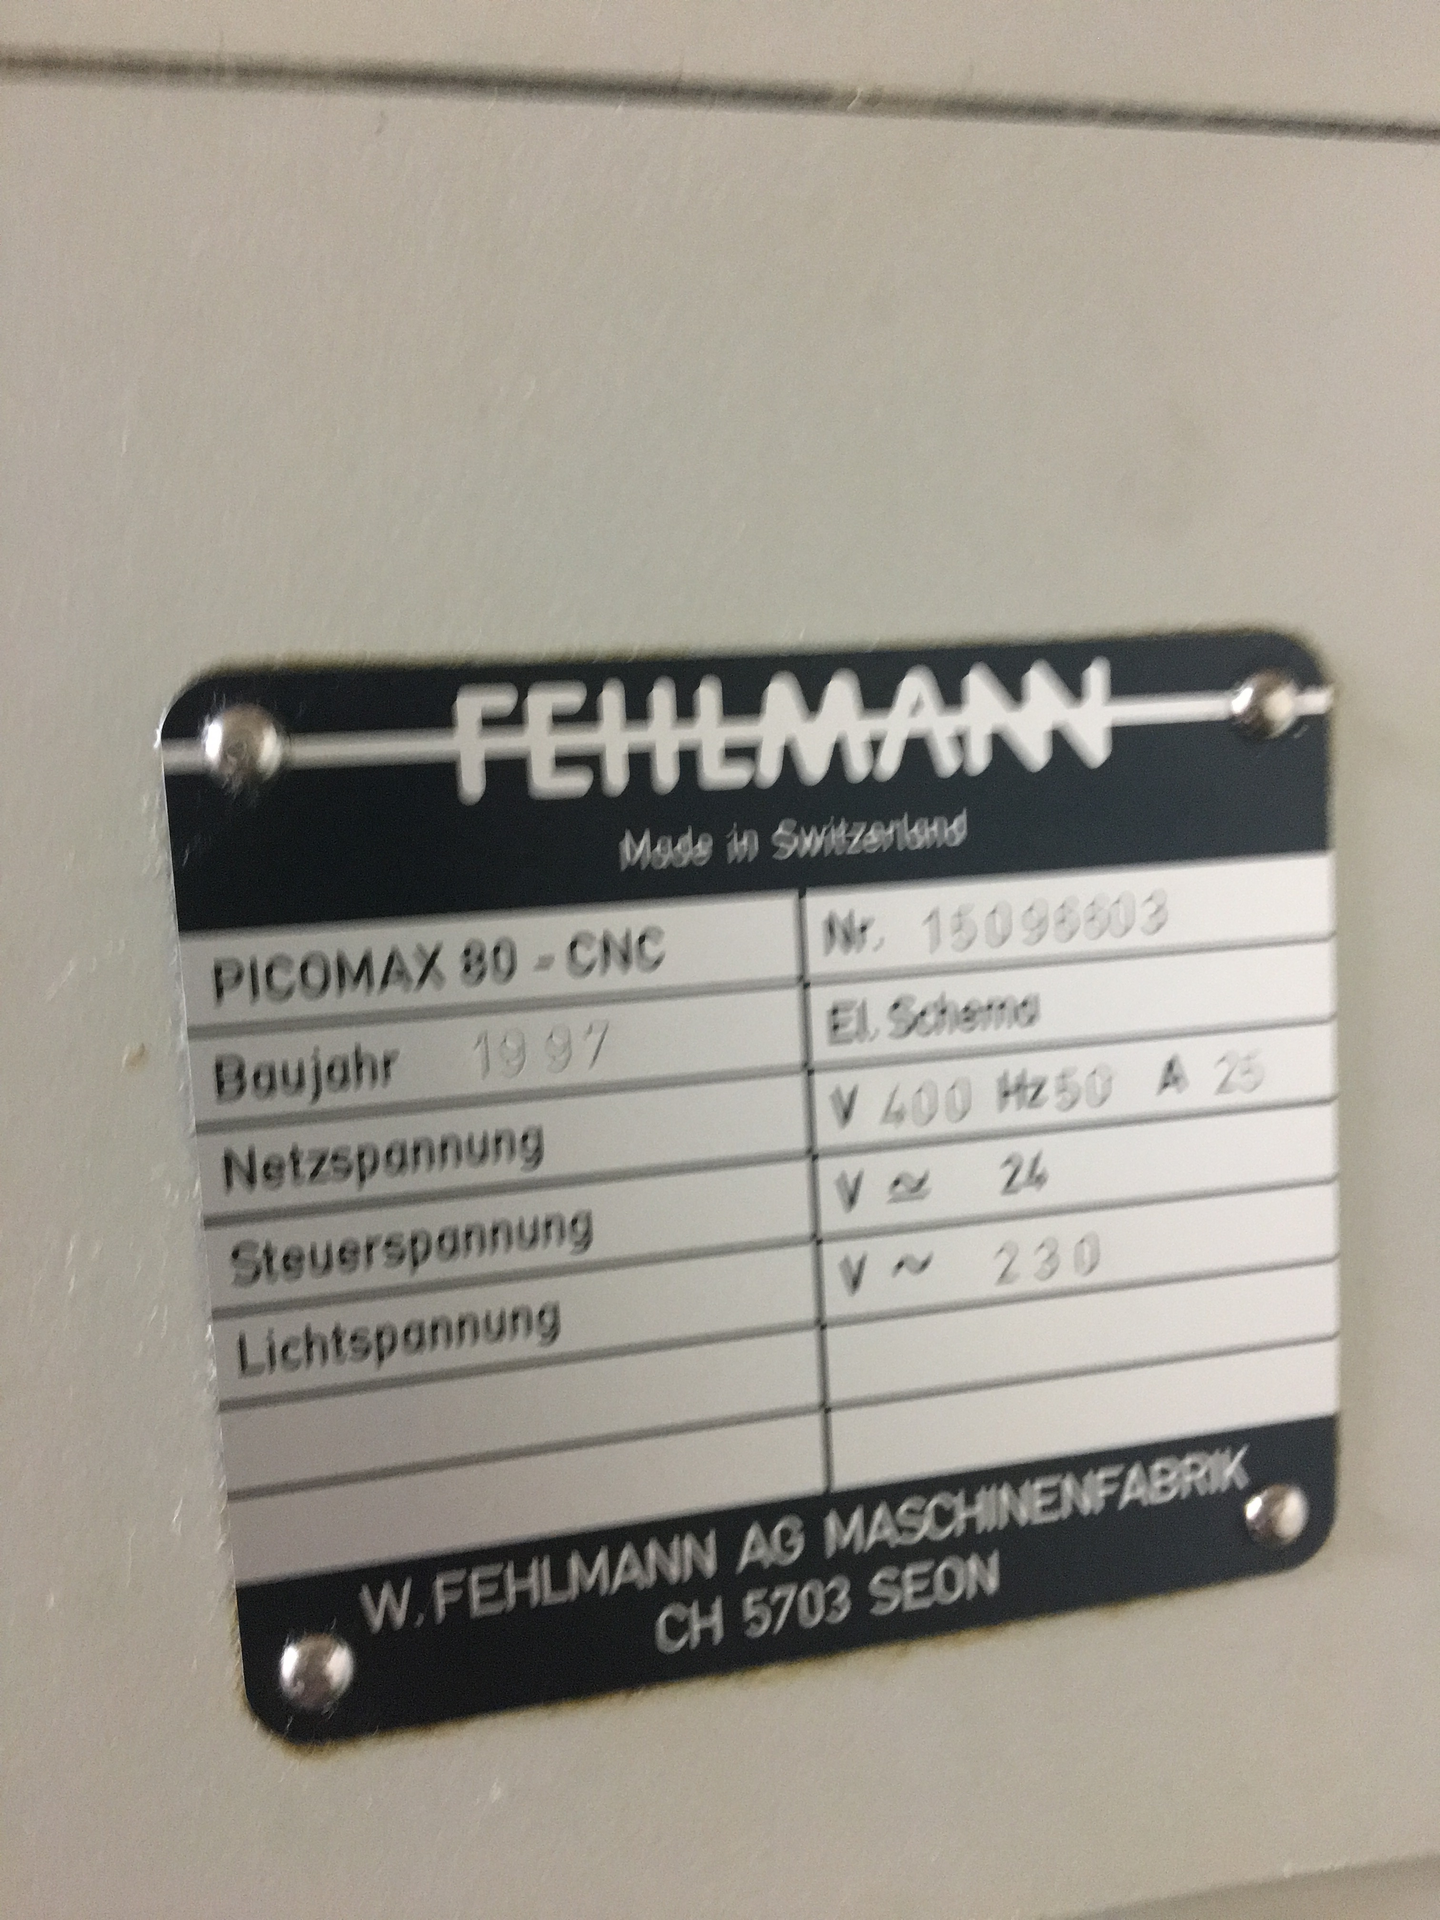 FEHLMANN
Made in Switzerland
PICOMAX 80 - CNC
Nr.
Baujahr 1997
El. Schema
Netzspannung V 400 Hz 50 A 25
Steuerspannung V ≃ 24
Lichtspannung V ~ 230
W. FEHLMANN AG MASCHINENFABRIK
CH 5703 SEON